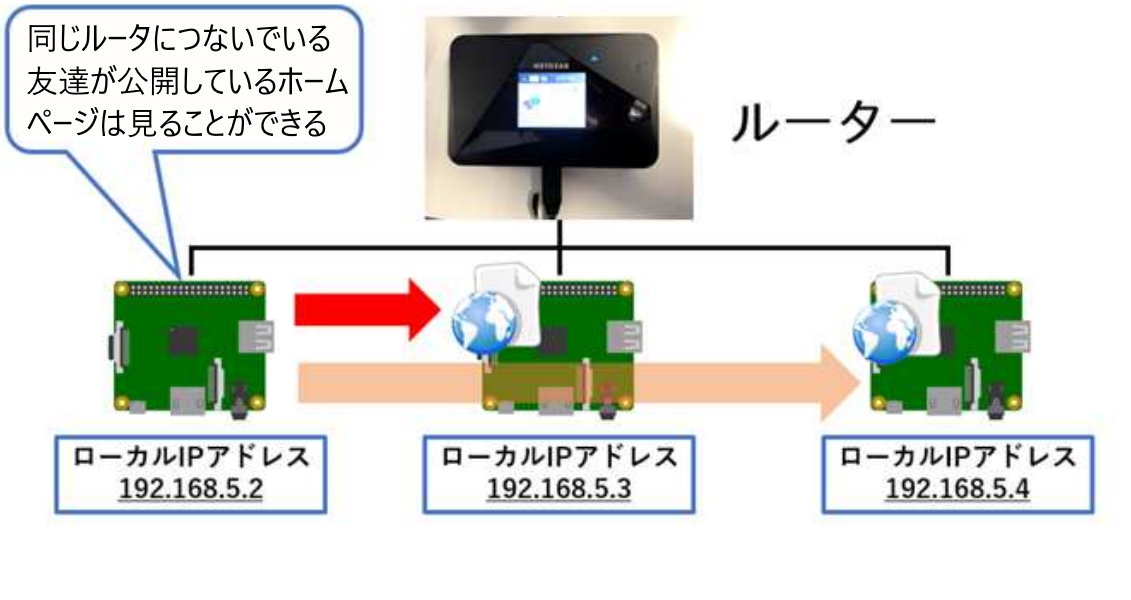 同じルータにつないでいる
友達が公開しているホーム
ページは見ることができる
NETGEAR
ルーター
ローカルIPアドレス
192.168.5.2
ローカルIPアドレス
192.168.5.3
ローカルIPアドレス
192.168.5.4